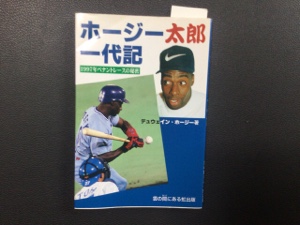 ホージー太郎
一代記
1997年ペナントレースの秘密
デュウェイン・ホージー著
雲の間にある虹出版